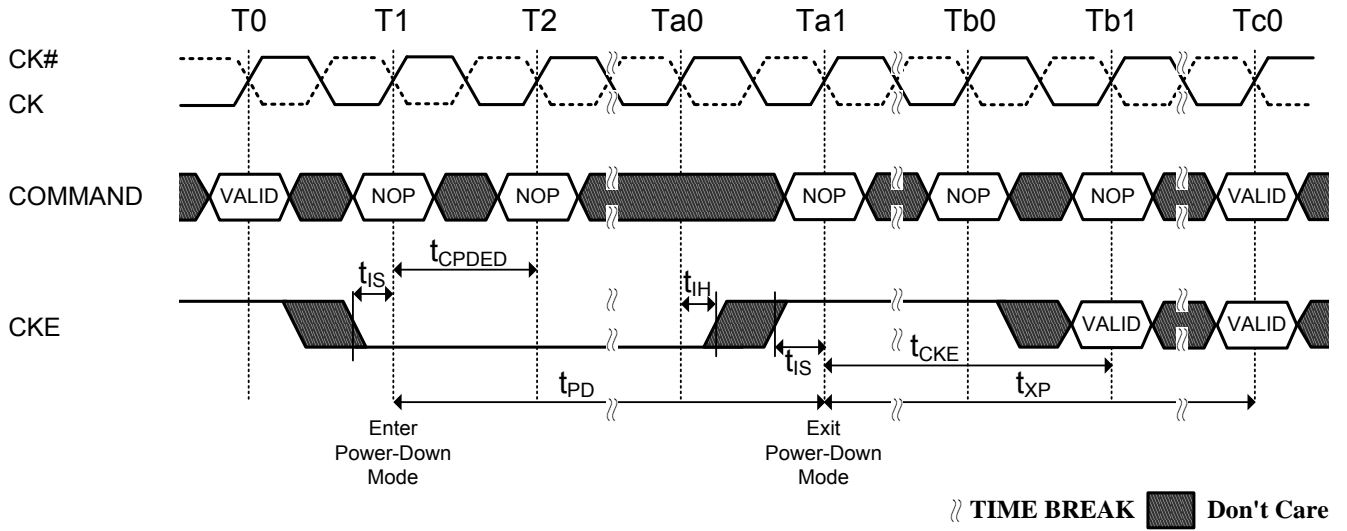 T0 T1 T2 Ta0 Ta1 Tb0 Tb1 Tc0
CK#
CK
COMMAND VALID NOP NOP NOP NOP NOP VALID
tIS tCPDED tIH
CKE VALID VALID
tIS tCKE
tPD tXP
Enter
Power-Down
Mode
Exit
Power-Down
Mode
TIME BREAK Don't Care